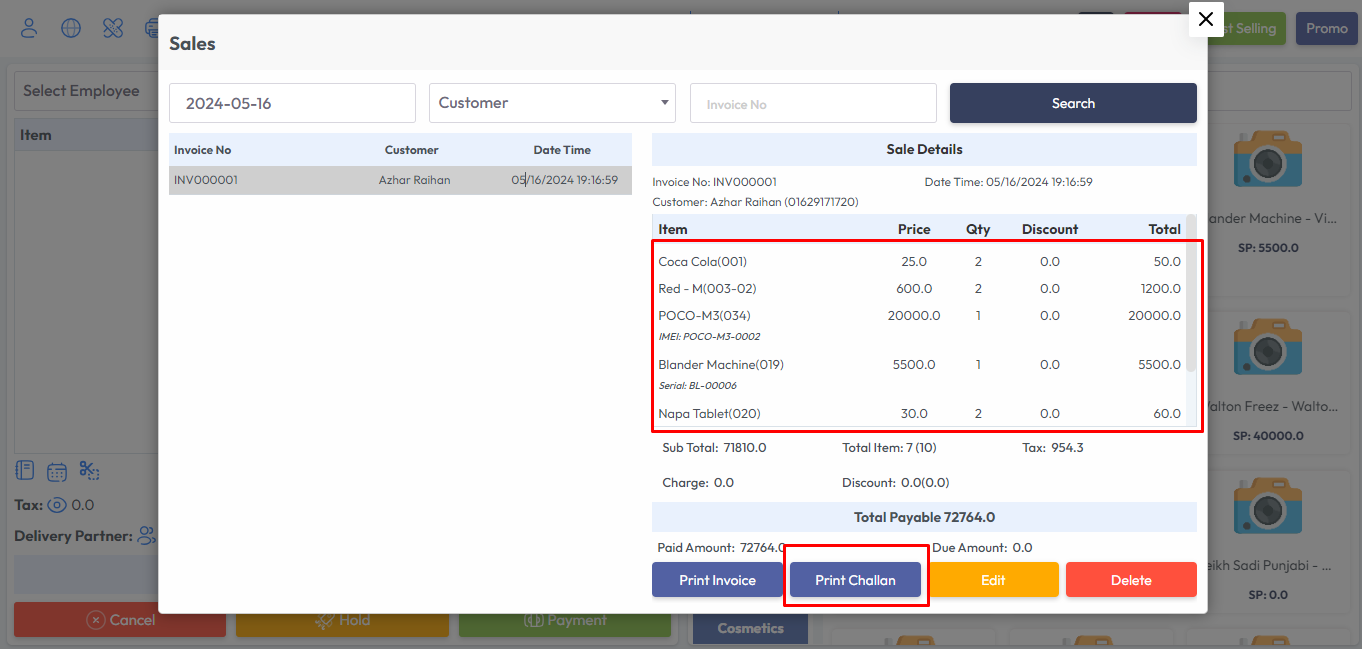 Sales
st Selling
Promo
Select Employee
2024-05-16
Customer
Invoice No
Search
Item
Invoice No Customer Date Time
INV000001 Azhar Raihan 05/16/2024 19:16:59
Sale Details
Invoice No: INV000001 Date Time: 05/16/2024 19:16:59
Customer: Azhar Raihan (01629171720)
Item Price Qty Discount Total
Coca Cola(001) 25.0 2 0.0 50.0
Red - M(003-02) 600.0 2 0.0 1200.0
POCO-M3(034) 20000.0 1 0.0 20000.0
IMEI: POCO-M3-0002
Blander Machine(019) 5500.0 1 0.0 5500.0
Serial: BL-00006
Napa Tablet(020) 30.0 2 0.0 60.0
Sub Total: 71810.0 Total Item: 7 (10) Tax: 954.3
Charge: 0.0 Discount: 0.0(0.0)
Total Payable 72764.0
Paid Amount: 72764.0 Due Amount: 0.0
Print Invoice Print Challan Edit Delete
ander Machine - Vi...
SP: 5500.0
alton Freez - Walto...
SP: 40000.0
eikh Sadi Punjabi - ...
SP: 0.0
Tax: 0.0
Delivery Partner:
Cancel Hold Payment
Cosmetics